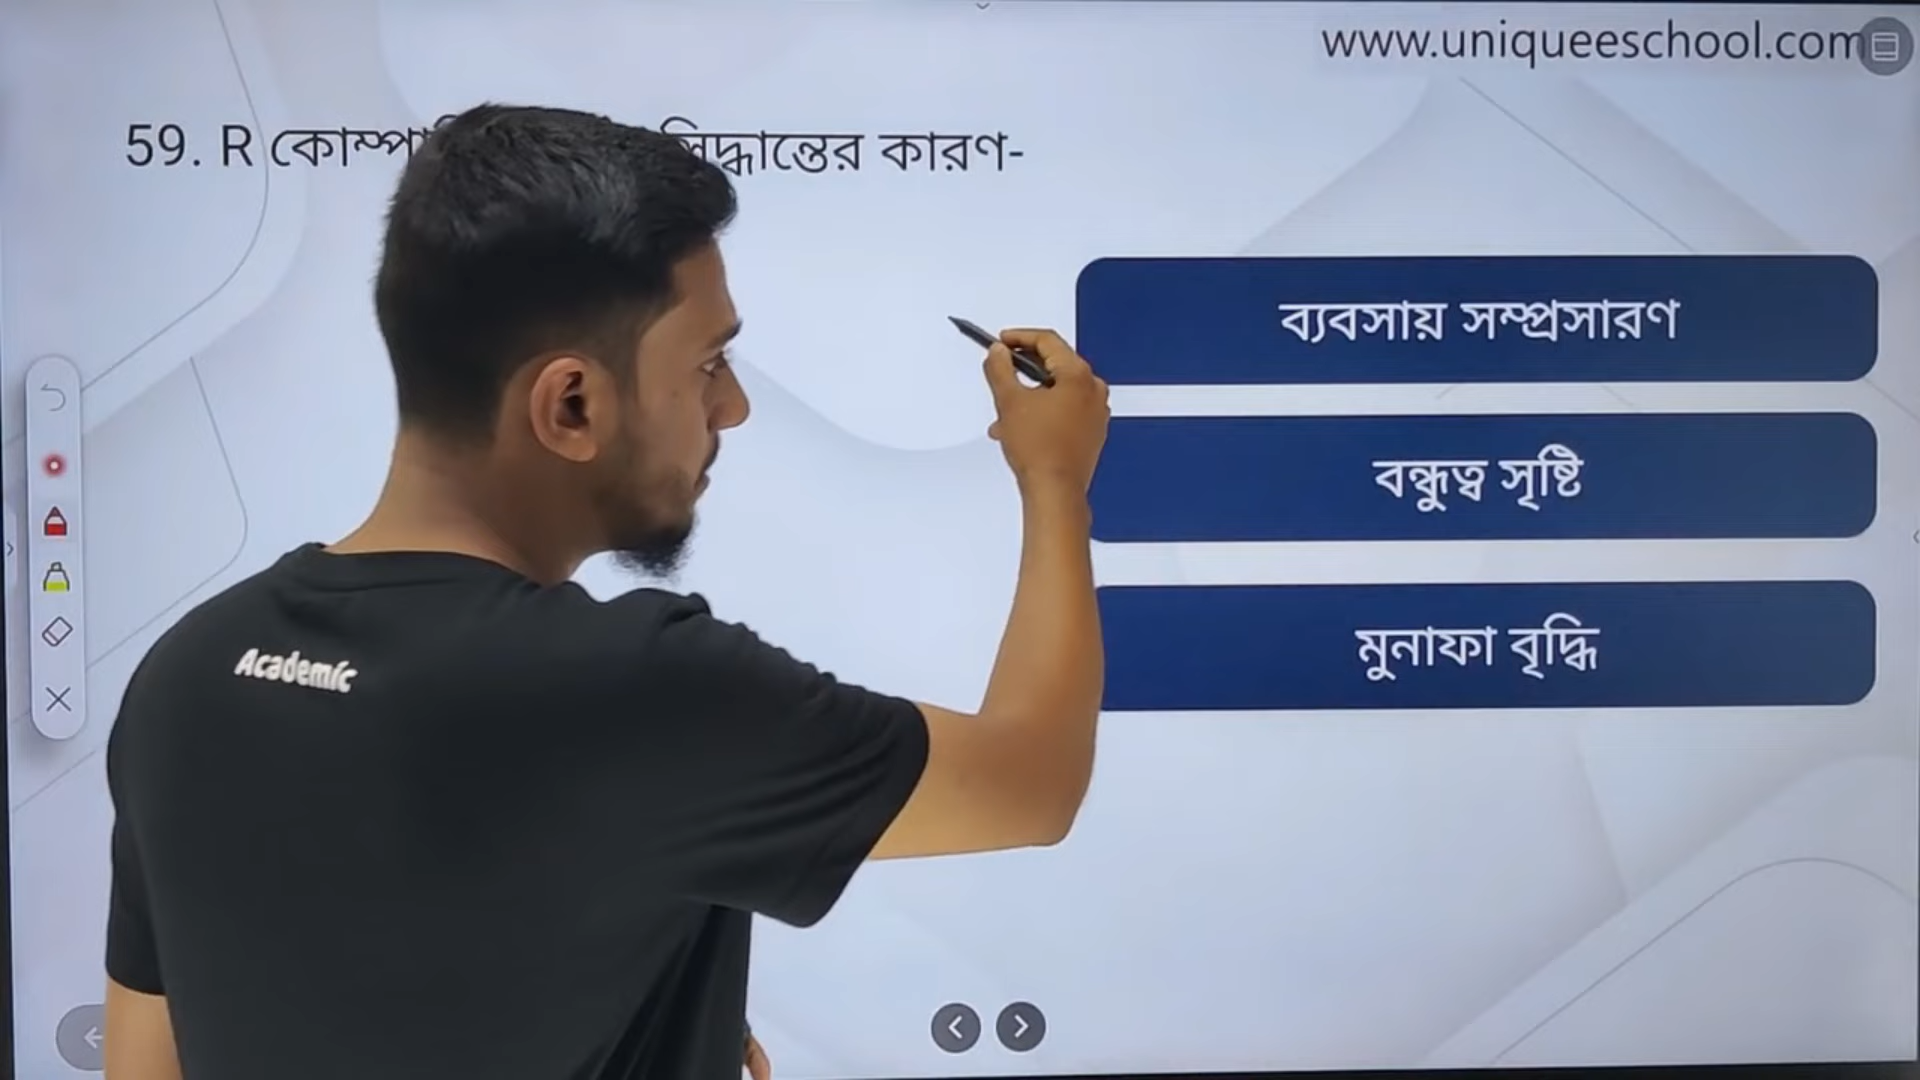 www.uniqueeschool.com
59. R সিদ্ধান্তের কারণ-
ব্যবসায় সম্প্রসারণ
বন্ধুত্ব সৃষ্টি
মুনাফা বৃদ্ধি
Academic